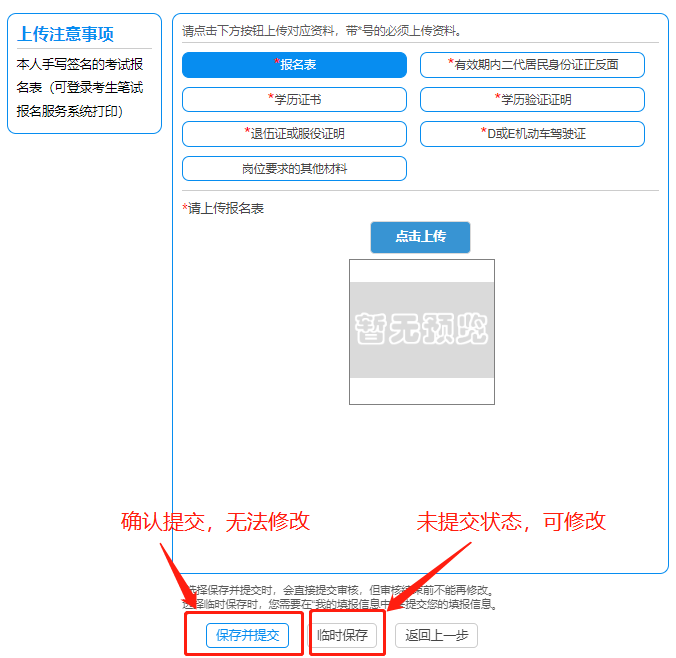 上传注意事项
本人手写签名的考试报
名表（可登录考生笔试
报名服务系统打印）
请点击下方按钮上传对应资料，带*号的必须上传资料。
*报名表
*有效期内二代居民身份证正反面
*学历证书
*学历验证证明
*退伍证或服役证明
*D或E机动车驾驶证
岗位要求的其他材料
*请上传报名表
点击上传
暂无预览
确认提交，无法修改
未提交状态，可修改
选择保存并提交时，会直接提交审核，但审核结束前不能再修改。
选择临时保存时，您需要在"我的填报信息中 提交您的填报信息。
保存并提交
临时保存
返回上一步